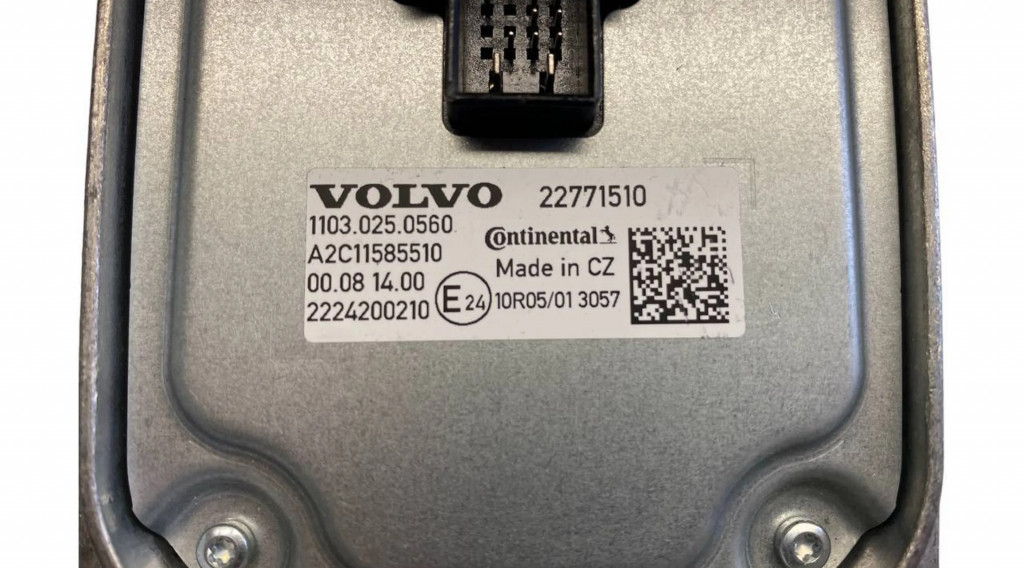 VOLVO 22771510
1103.025.0560
A2C11585510
00.08 14.00
2224200210
Continental
Made in CZ
E24 10R05/01 3057